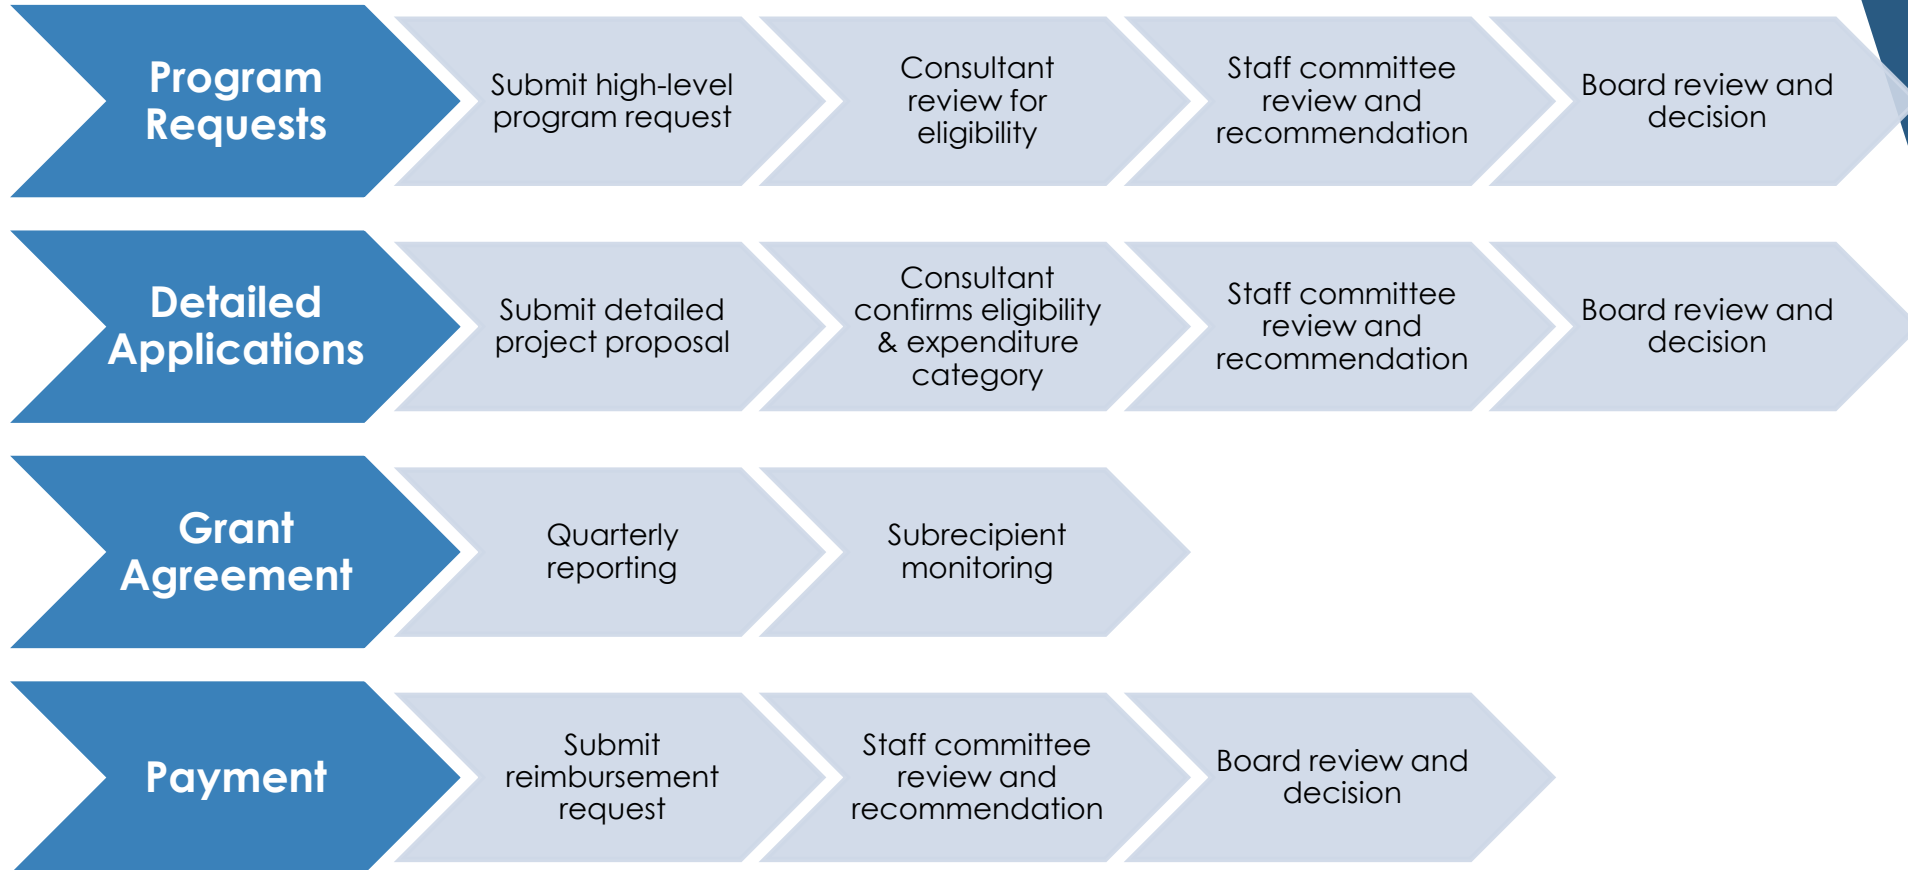 Program
Requests
Submit high-level
program request
Consultant
review for
eligibility
Staff committee
review and
recommendation
Board review and
decision
Detailed
Applications
Submit detailed
project proposal
Consultant
confirms eligibility
& expenditure
category
Staff committee
review and
recommendation
Board review and
decision
Grant
Agreement
Quarterly
reporting
Subrecipient
monitoring
Payment
Submit
reimbursement
request
Staff committee
review and
recommendation
Board review and
decision